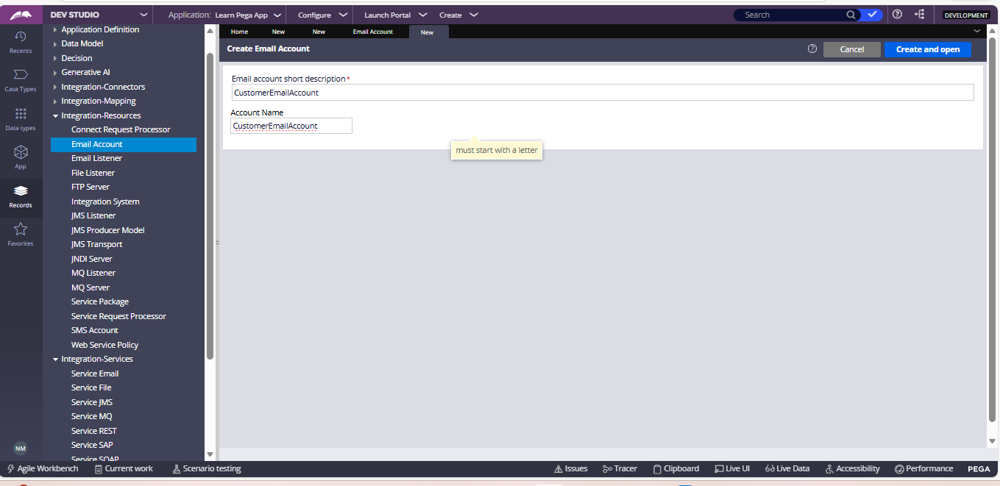 DEV STUDIO
Application: Learn Pega App
Configure
Launch Portal
Create
Search
DEVELOPMENT
Recents
Case Types
Data types
App
Records
Favorites
NM
Application Definition
Data Model
Decision
Generative AI
Integration-Connectors
Integration-Mapping
Integration-Resources
Connect Request Processor
Email Account
Email Listener
File Listener
FTP Server
Integration System
JMS Listener
JMS Producer Model
JMS Transport
JNDI Server
MQ Listener
MQ Server
Service Package
Service Request Processor
SMS Account
Web Service Policy
Integration-Services
Service Email
Service File
Service JMS
Service MQ
Service REST
Service SAP
Service SOAP
Home
New
New
Email Account
New
Create Email Account
Cancel
Create and open
Email account short description*
CustomerEmailAccount
Account Name
CustomerEmailAccount
must start with a letter
Agile Workbench
Current work
Scenario testing
Issues
Tracer
Clipboard
Live UI
Live Data
Accessibility
Performance
PEGA